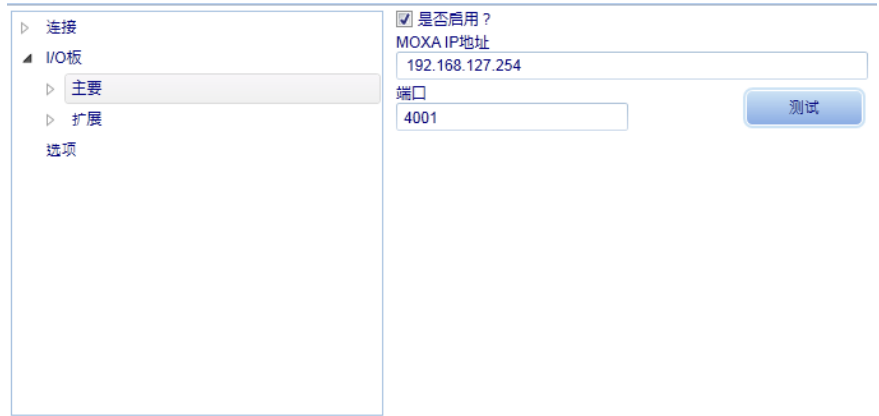 连接
I/O板
主要
扩展
选项
是否启用？
MOXA IP地址
192.168.127.254
端口
4001
测试